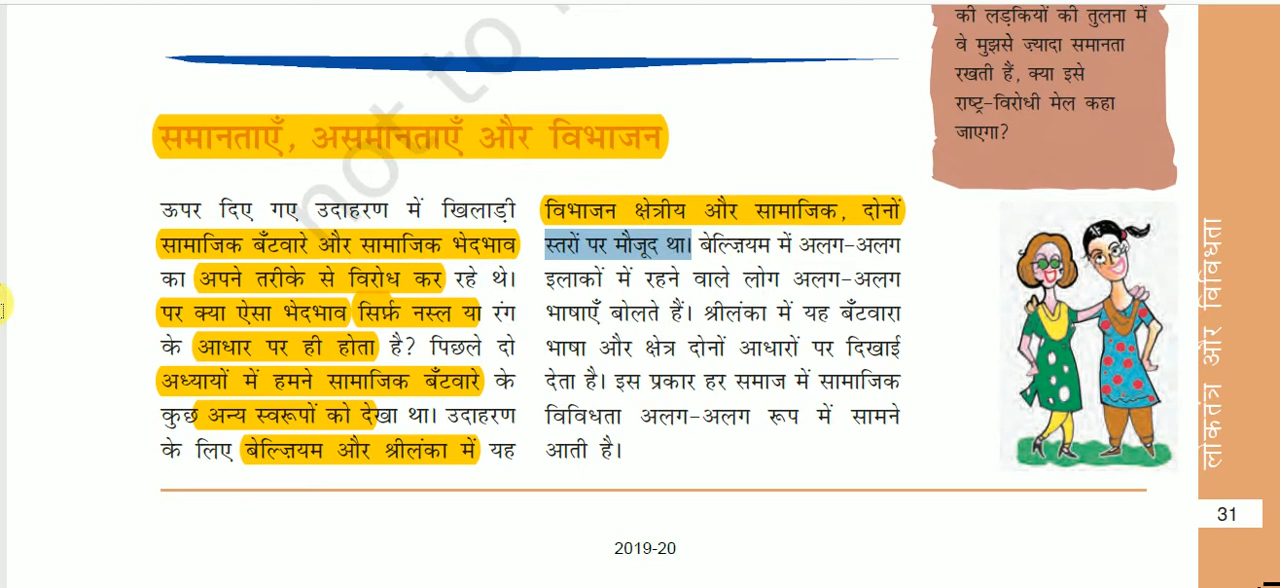 की लड़कियों की तुलना में
वे मुझसे ज्यादा समानता
रखती हैं, क्या इसे
राष्ट्र-विरोधी मेल कहा
जाएगा?
not to
समानताएँ, असमानताएँ और विभाजन
ऊपर दिए गए उदाहरण में खिलाड़ी
सामाजिक बँटवारे और सामाजिक भेदभाव
का अपने तरीके से विरोध कर रहे थे।
पर क्या ऐसा भेदभाव सिर्फ़ नस्ल या रंग
के आधार पर ही होता है? पिछले दो
अध्यायों में हमने सामाजिक बँटवारे के
कुछ अन्य स्वरूपों को देखा था। उदाहरण
के लिए बेल्ज़ियम और श्रीलंका में यह
विभाजन क्षेत्रीय और सामाजिक, दोनों
स्तरों पर मौजूद था। बेल्ज़ियम में अलग-अलग
इलाकों में रहने वाले लोग अलग-अलग
भाषाएँ बोलते हैं। श्रीलंका में यह बँटवारा
भाषा और क्षेत्र दोनों आधारों पर दिखाई
देता है। इस प्रकार हर समाज में सामाजिक
विविधता अलग-अलग रूप में सामने
आती है।
लोकतंत्र और विविधता
31
2019-20